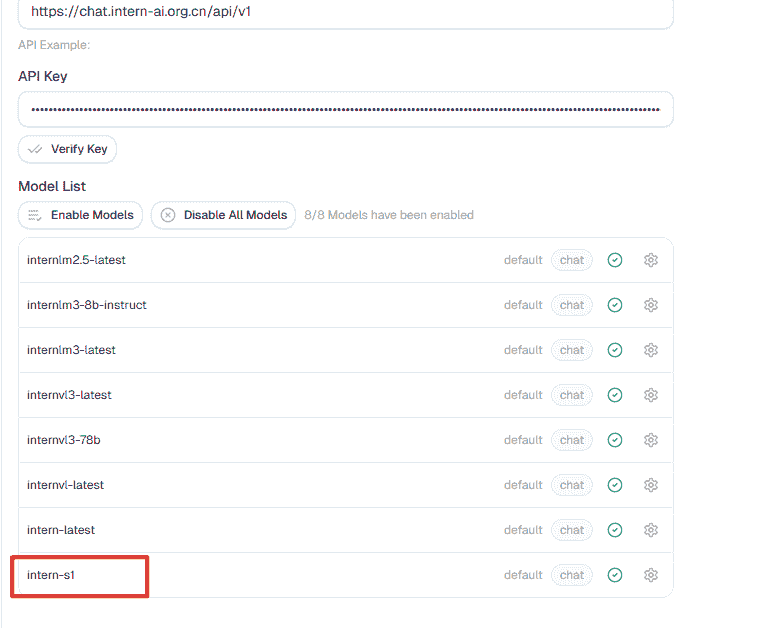 https://chat.intern-ai.org.cn/api/v1
API Example:
API Key
Verify Key
Model List
Enable Models Disable All Models 8/8 Models have been enabled
internlm2.5-latest default chat
internlm3-8b-instruct default chat
internlm3-latest default chat
internvl3-latest default chat
internvl3-78b default chat
internvl-latest default chat
intern-latest default chat
intern-s1 default chat